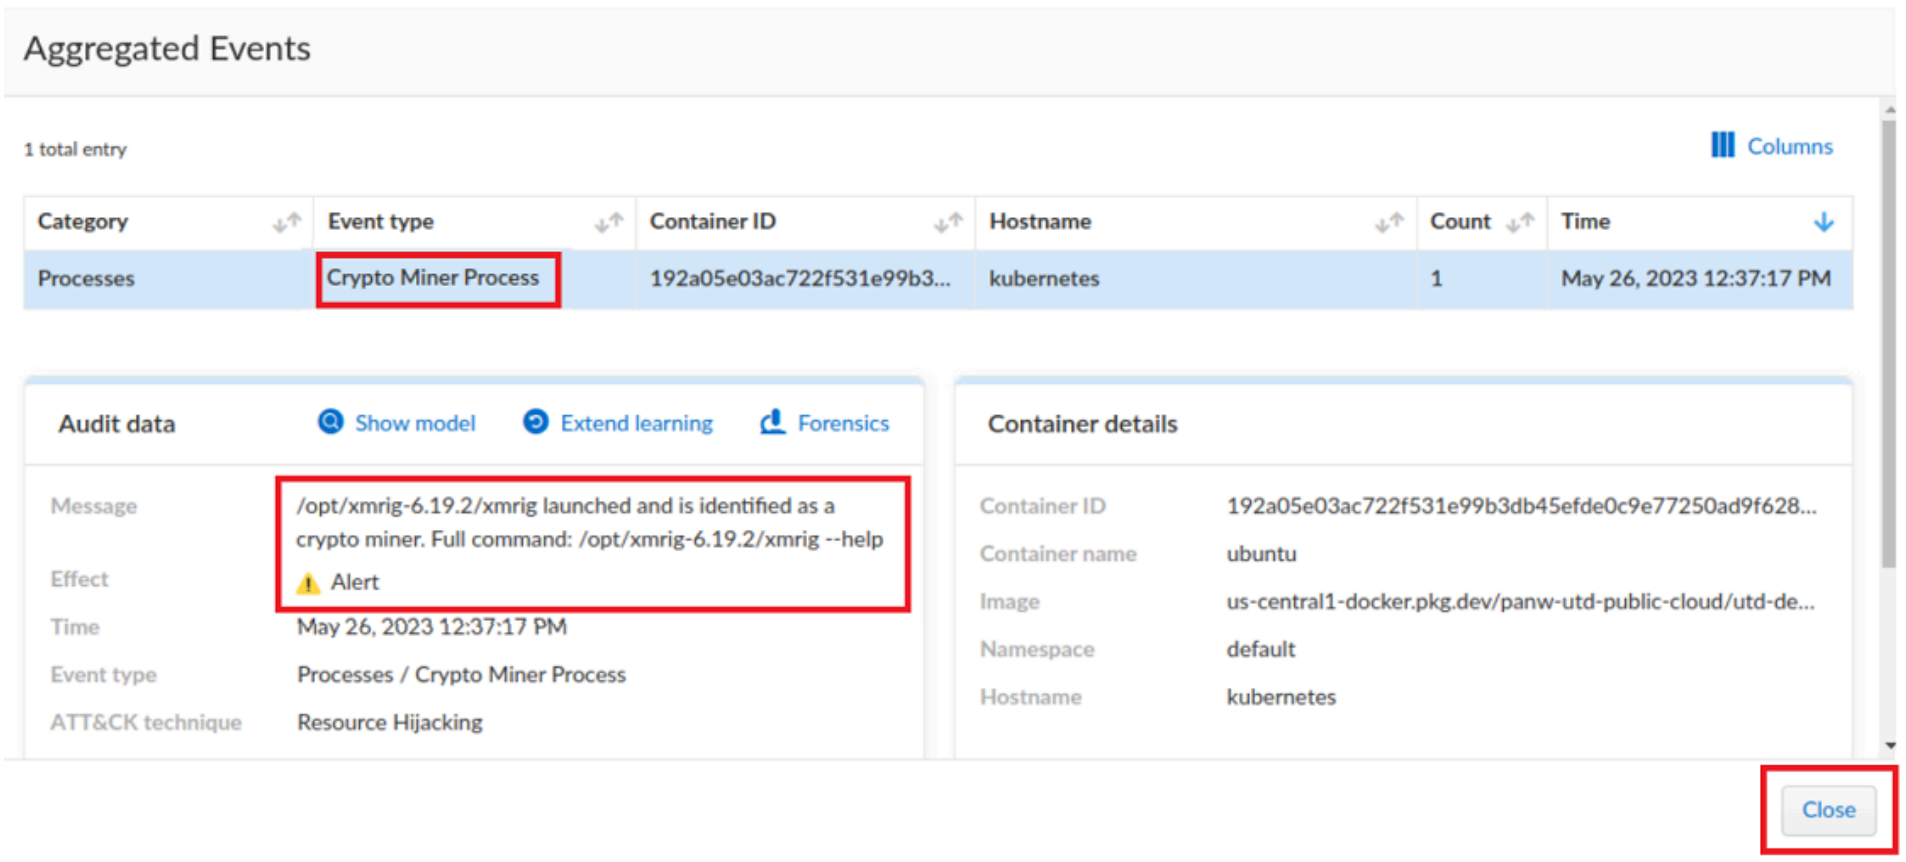 Aggregated Events
1 total entry
Columns
Category Event type Container ID Hostname Count Time
Processes Crypto Miner Process 192a05e03ac722f531e99b3... kubernetes 1 May 26, 2023 12:37:17 PM
Audit data Show model Extend learning Forensics
Message /opt/xmrig-6.19.2/xmrig launched and is identified as a
crypto miner. Full command: /opt/xmrig-6.19.2/xmrig --help
Effect Alert
Time May 26, 2023 12:37:17 PM
Event type Processes / Crypto Miner Process
ATT&CK technique Resource Hijacking
Container details
Container ID 192a05e03ac722f531e99b3db45efde0c9e77250ad9f628...
Container name ubuntu
Image us-central1-docker.pkg.dev/panw-utd-public-cloud/utd-de...
Namespace default
Hostname kubernetes
Close